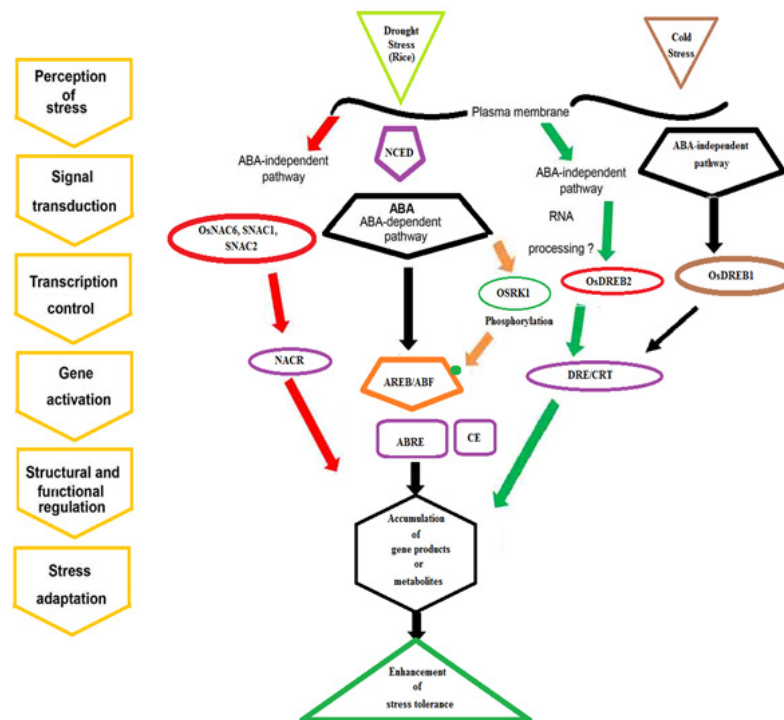 Perception
of
stress
Signal
transduction
Transcription
control
Gene
activation
Structural and
functional
regulation
Stress
adaptation
Drought
Stress
(Rice)
Cold
Stress
Plasma membrane
ABA-independent
pathway
NCED
ABA-independent
pathway
ABA-independent
pathway
OsNAC6, SNAC1,
SNAC2
ABA
ABA-dependent
pathway
RNA
processing ?
OSRK1
Phosphorylation
OsDREB2
OsDREB1
NACR
AREB/ABF
DRE/CRT
ABRE
CE
Accumulation
of
gene products
or
metabolites
Enhancement
of
stress tolerance